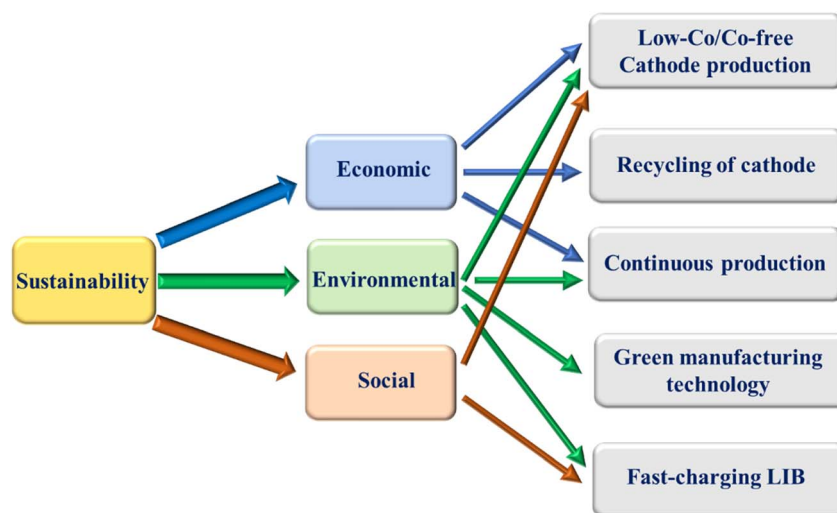 Sustainability
Economic
Environmental
Social
Low-Co/Co-free
Cathode production
Recycling of cathode
Continuous production
Green manufacturing
technology
Fast-charging LIB